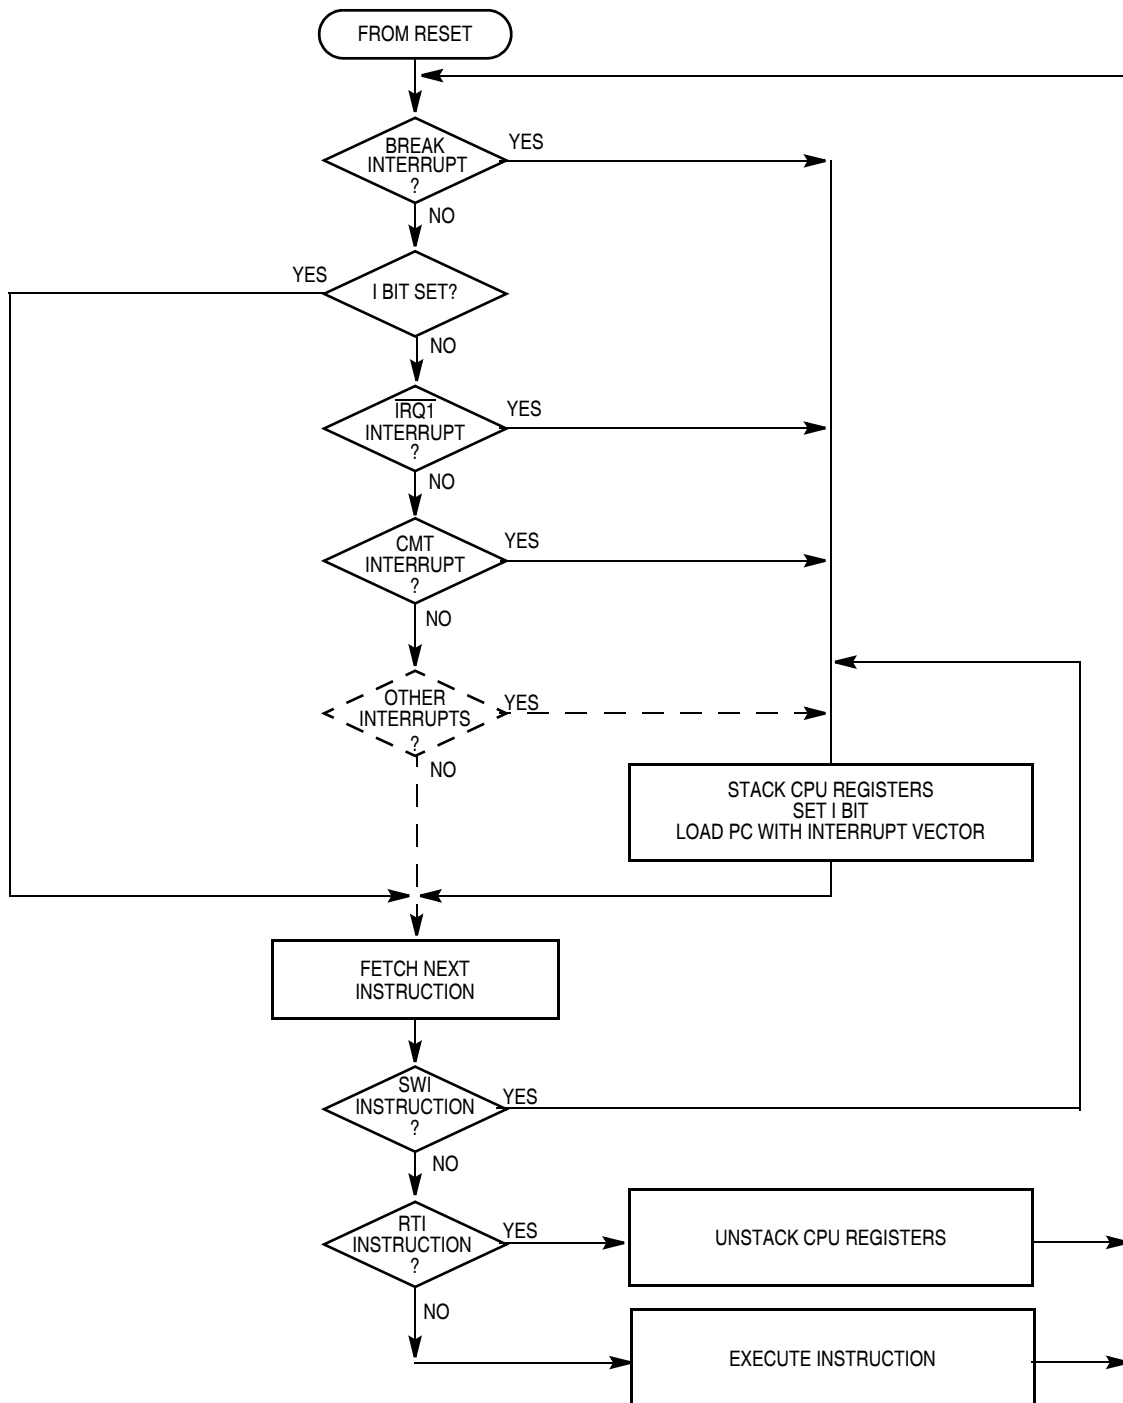 FROM RESET
BREAK
INTERRUPT
?
YES
NO
I BIT SET?
YES
NO
IRQ1
INTERRUPT
?
YES
NO
CMT
INTERRUPT
?
YES
NO
OTHER
INTERRUPTS
?
YES
NO
STACK CPU REGISTERS
SET I BIT
LOAD PC WITH INTERRUPT VECTOR
FETCH NEXT
INSTRUCTION
SWI
INSTRUCTION
?
YES
NO
RTI
INSTRUCTION
?
YES
NO
UNSTACK CPU REGISTERS
EXECUTE INSTRUCTION